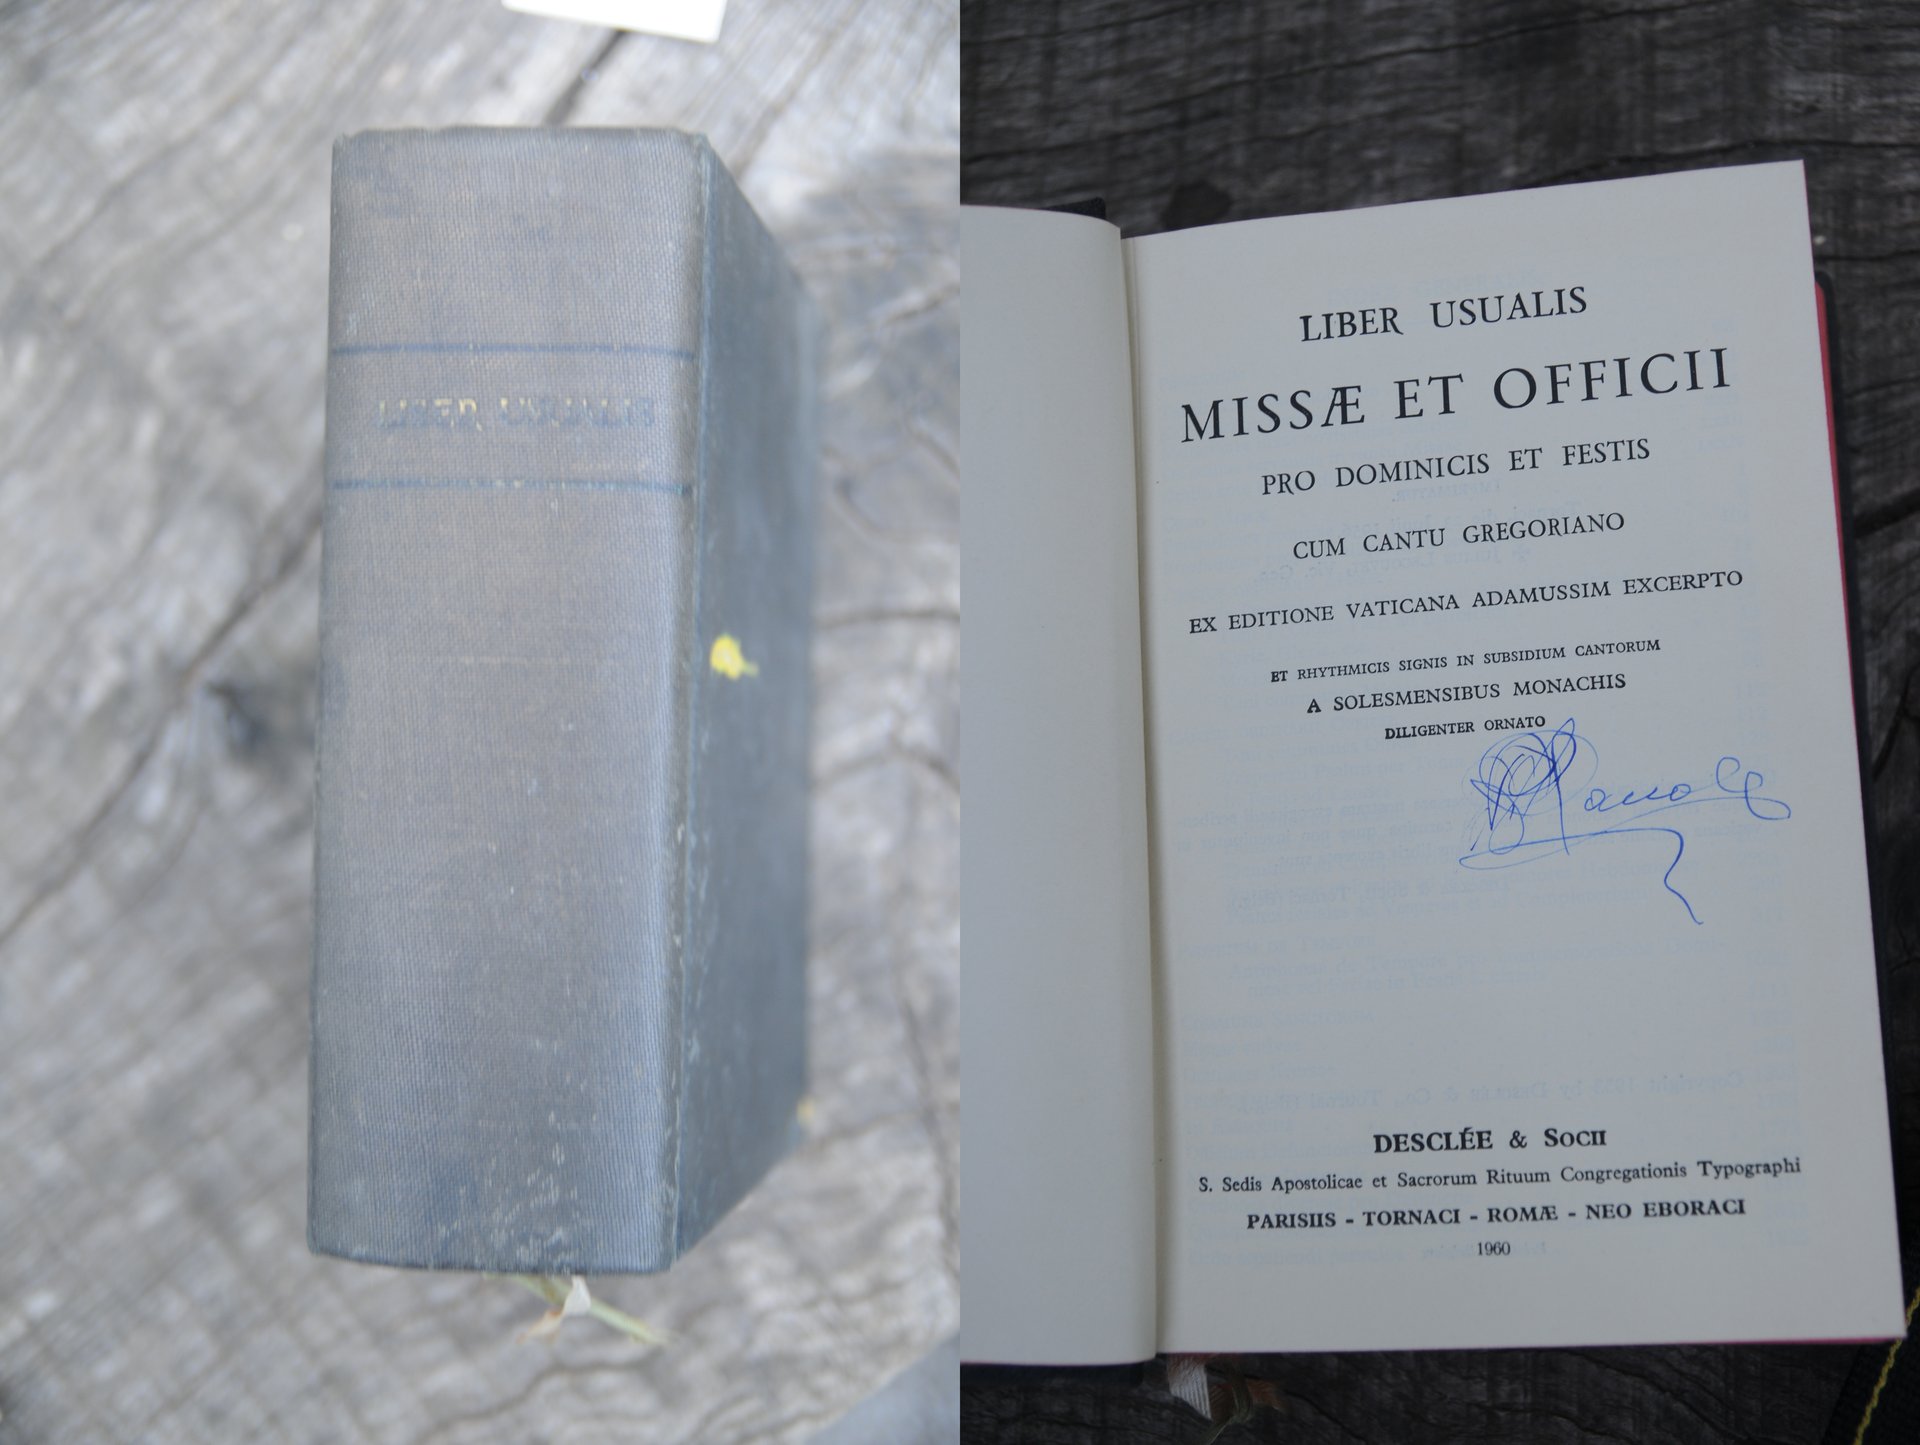 LIBER USUALIS
LIBER USUALIS
MISSÆ ET OFFICII
PRO DOMINICIS ET FESTIS
CUM CANTU GREGORIANO
EX EDITIONE VATICANA ADAMUSSIM EXCERPTO
ET RHYTHMICIS SIGNIS IN SUBSIDIUM CANTORUM
A SOLESMENSIBUS MONACHIS
DILIGENTER ORNATO
DESCLÉE & SOCII
S. Sedis Apostolicae et Sacrorum Rituum Congregationis Typographi
PARISIIS - TORNACI - ROMÆ - NEO EBORACI
1960